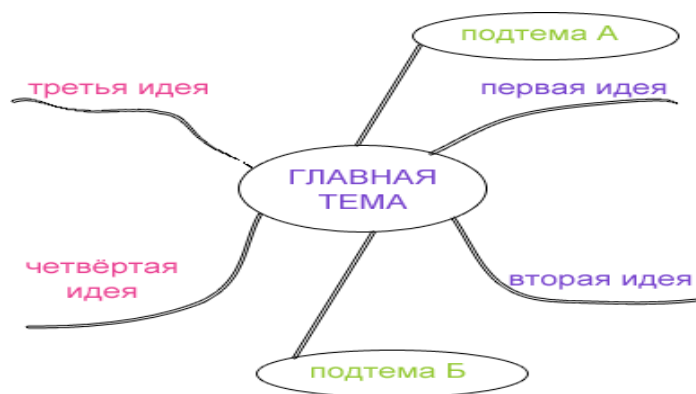 подтема А
третья идея
первая идея
ГЛАВНАЯ
ТЕМА
четвёртая
идея
вторая идея
подтема Б